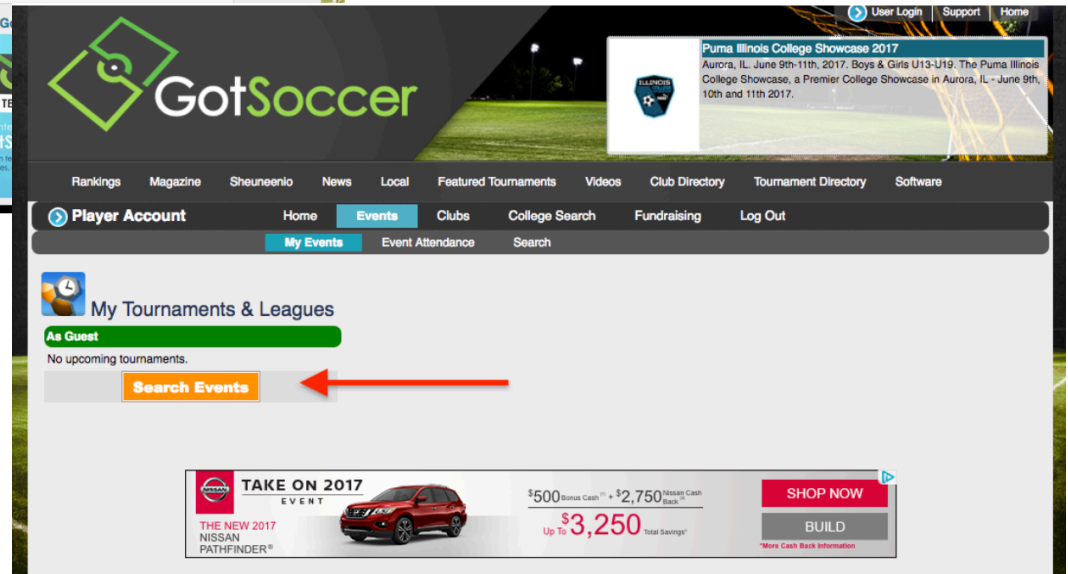 User Login Support Home
GotSoccer
Puma Illinois College Showcase 2017
Aurora, IL. June 9th-11th, 2017. Boys & Girls U13-U19. The Puma Illinois
College Showcase, a Premier College Showcase in Aurora, IL - June 9th,
10th and 11th 2017.
ILLINOIS
Rankings Magazine Sheuneenio News Local Featured Tournaments Videos Club Directory Tournament Directory Software
Player Account Home Events Clubs College Search Fundraising Log Out
My Events Event Attendance Search
My Tournaments & Leagues
As Guest
No upcoming tournaments.
Search Events
NISSAN
TAKE ON 2017
EVENT
THE NEW 2017
NISSAN
PATHFINDER®
$500 Bonus Cash + $2,750 Nissan Cash Back
Up To $3,250 Total Savings*
SHOP NOW
BUILD
*More Cash Back Information